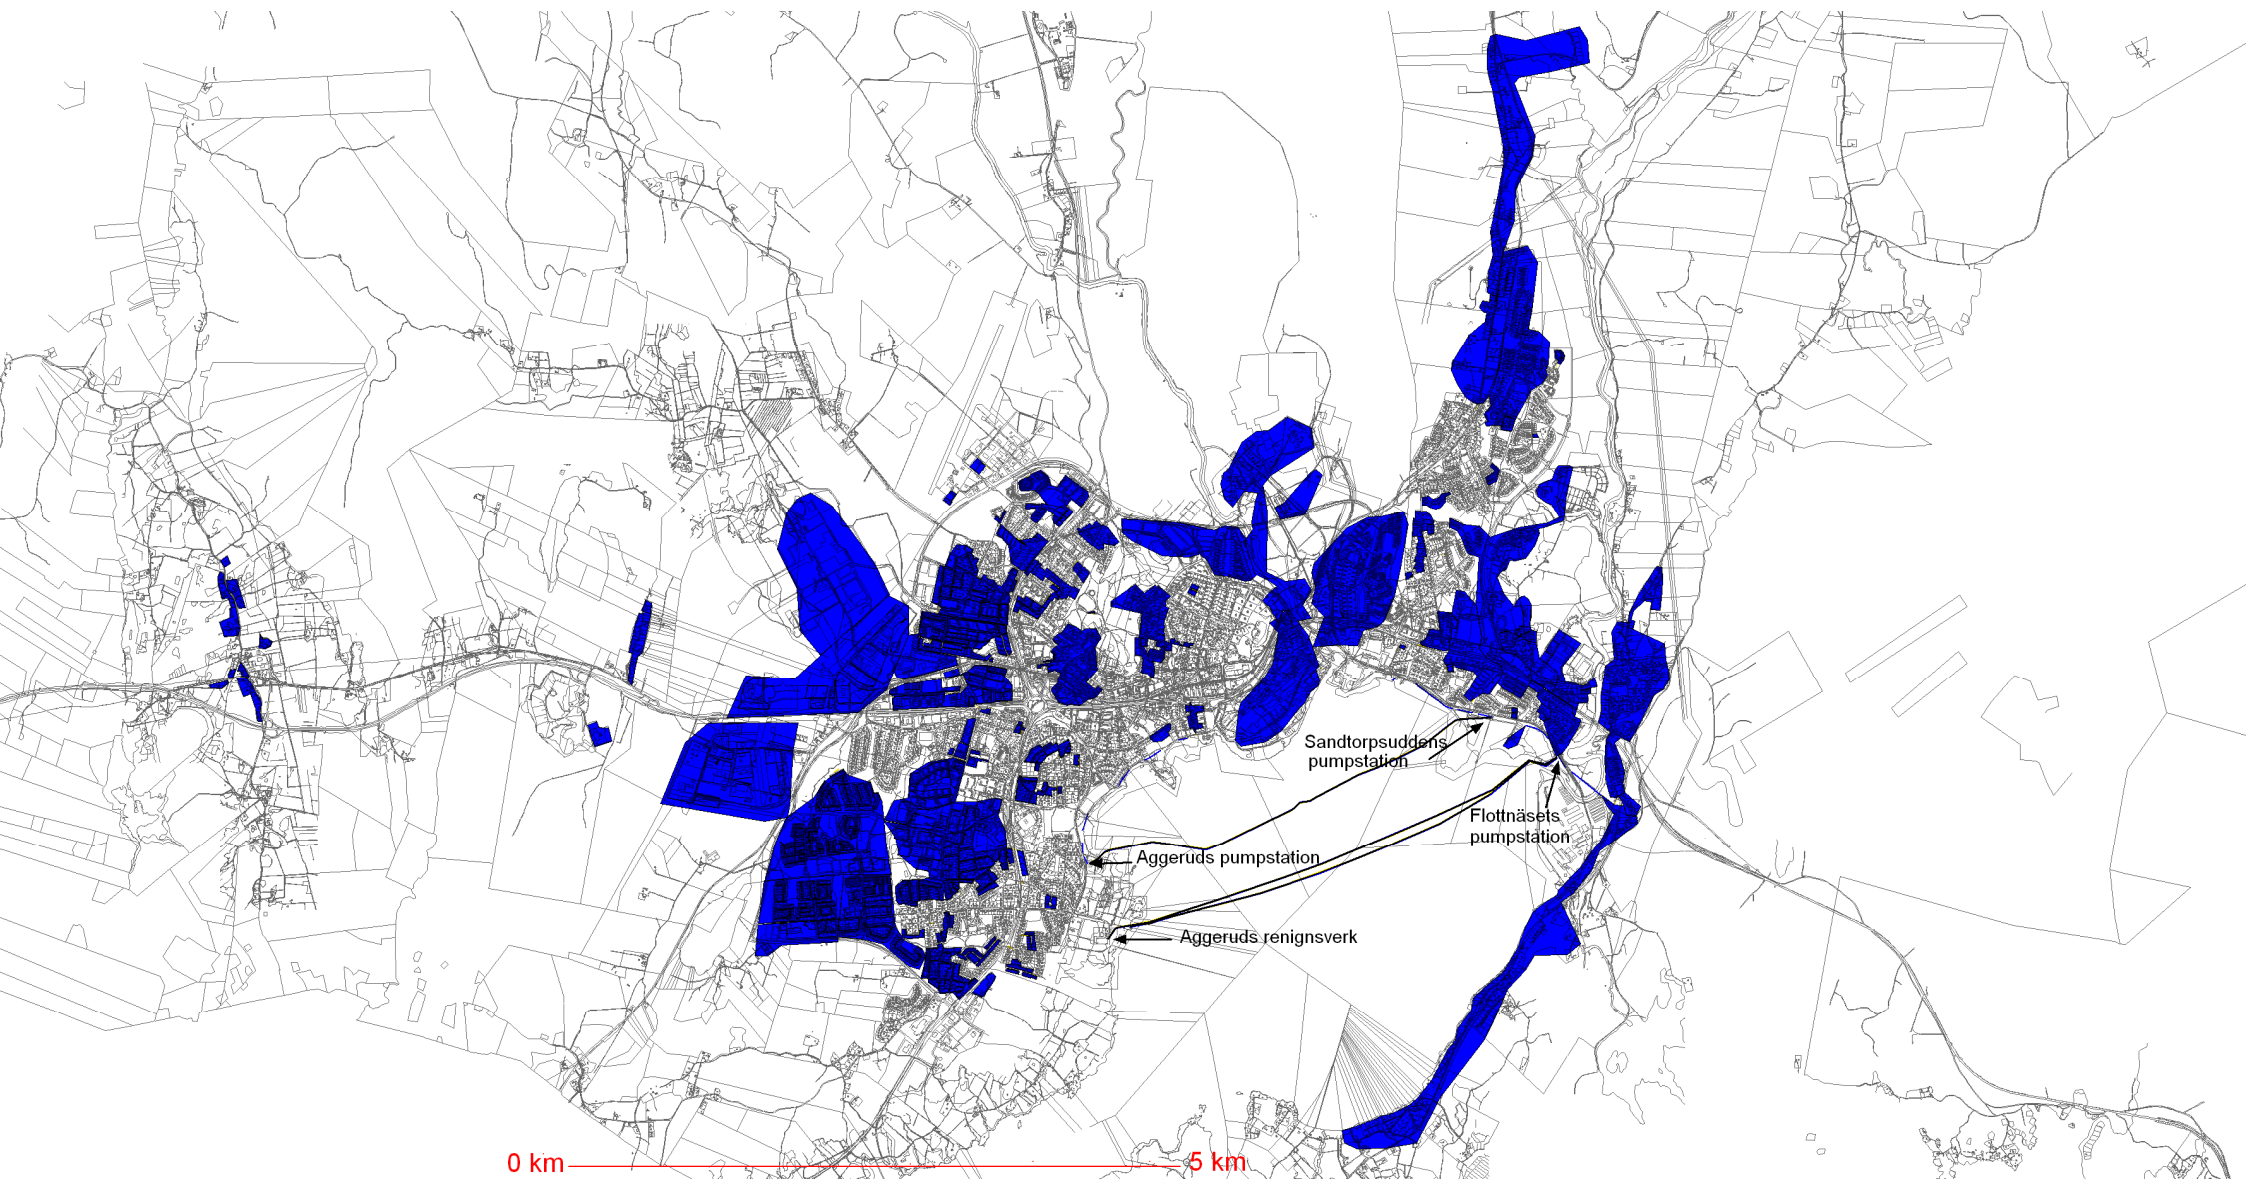 Sandtorpsuddens
pumpstation
Flottnäsets
pumpstation
Aggeruds pumpstation
Aggeruds renignsverk
0 km
5 km